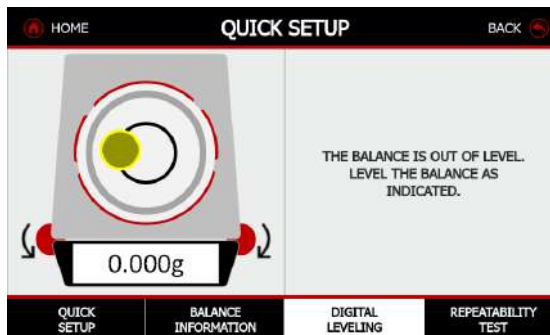 HOME
QUICK SETUP
BACK
THE BALANCE IS OUT OF LEVEL.
LEVEL THE BALANCE AS
INDICATED.
0.000g
QUICK
SETUP
BALANCE
INFORMATION
DIGITAL
LEVELING
REPEATABILITY
TEST